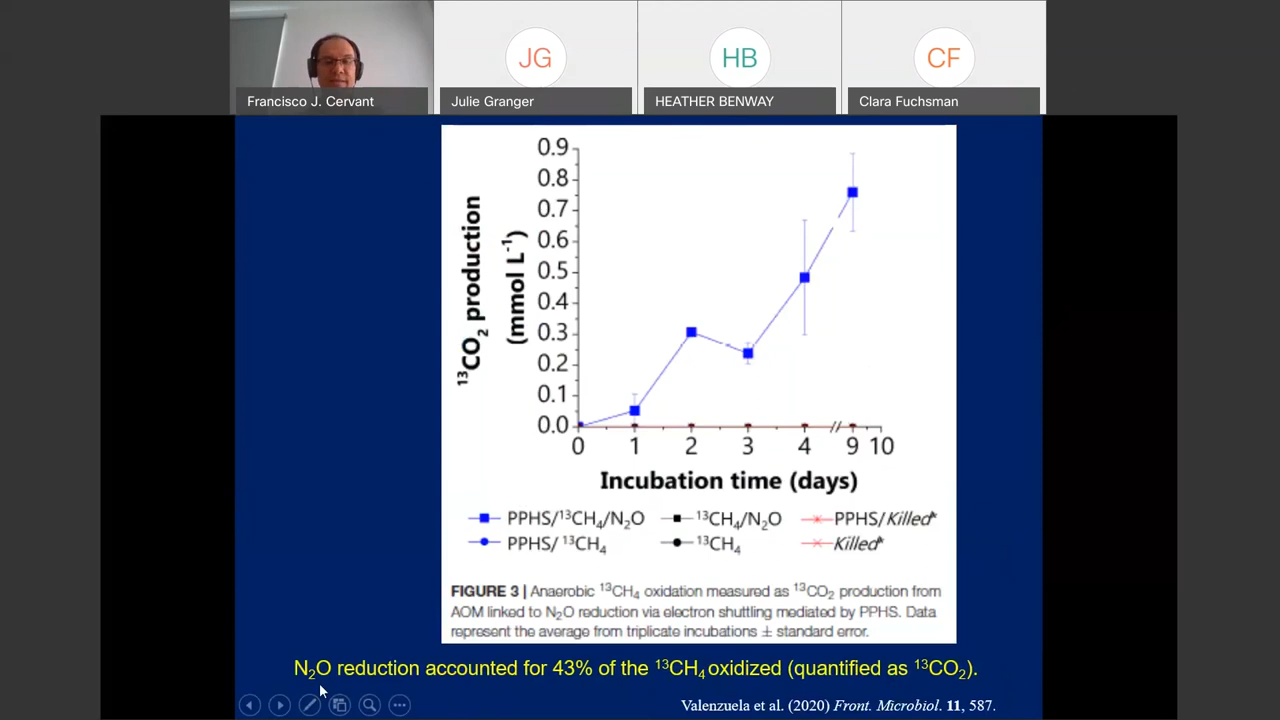 JG
HB
CF
Francisco J. Cervant
Julie Granger
HEATHER BENWAY
Clara Fuchsman
0.9
0.8
0.7
0.6
0.5
0.4
0.3
0.2
0.1
0.0
¹³CO₂ production
(mmol L⁻¹)
0 1 2 3 4 9 10
Incubation time (days)
PPHS/¹³CH₄/N₂O ¹³CH₄/N₂O PPHS/Killed*
PPHS/ ¹³CH₄ ¹³CH₄ Killed*
FIGURE 3 | Anaerobic ¹³CH₄ oxidation measured as ¹³CO₂ production from
AOM linked to N₂O reduction via electron shuttling mediated by PPHS. Data
represent the average from triplicate incubations ± standard error.
N₂O reduction accounted for 43% of the ¹³CH₄ oxidized (quantified as ¹³CO₂).
Valenzuela et al. (2020) Front. Microbiol. 11, 587.